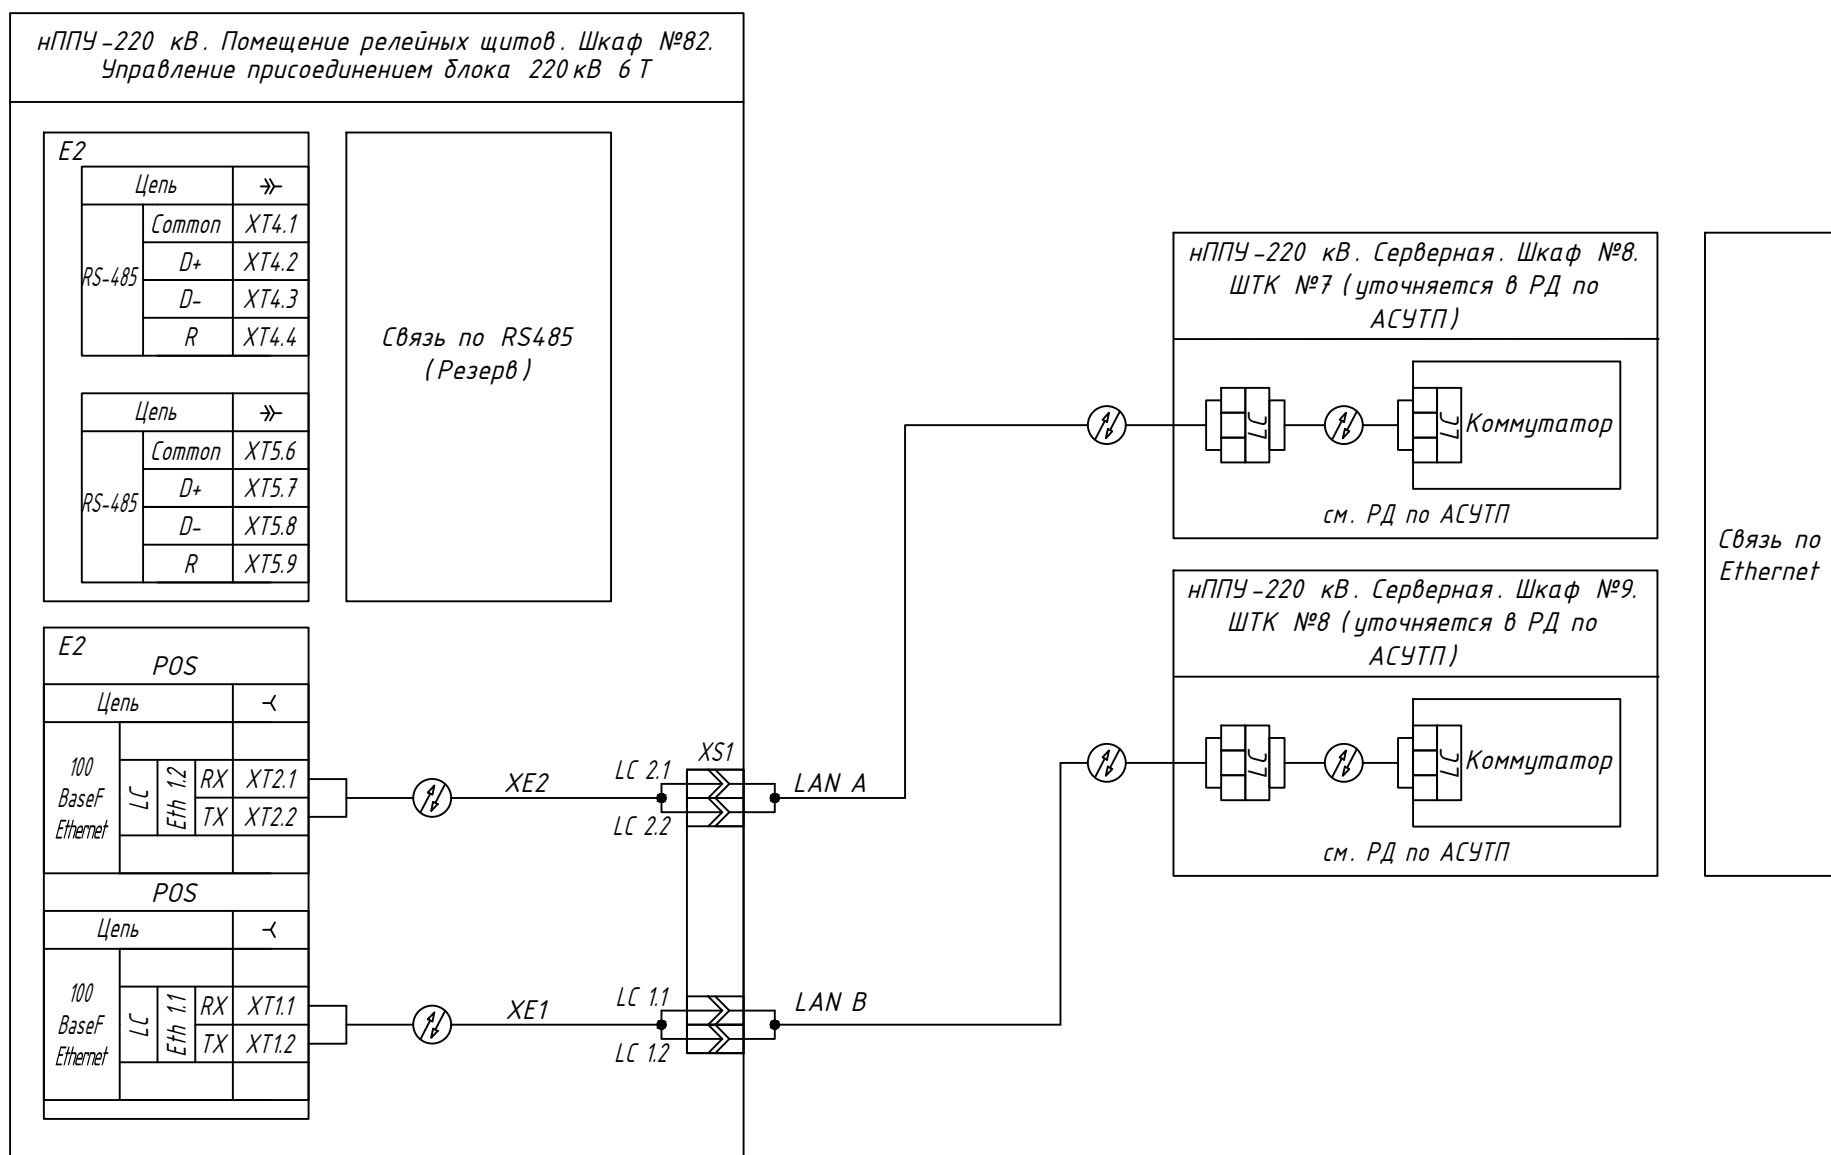 нППУ-220 кВ. Помещение релейных щитов. Шкаф №82.
Управление присоединением блока 220 кВ 6Т
E2
Цепь
RS-485
Common XT4.1
D+ XT4.2
D- XT4.3
R XT4.4
Цепь
RS-485
Common XT5.6
D+ XT5.7
D- XT5.8
R XT5.9
Связь по RS485
(Резерв)
E2
POS
Цепь
100
BaseF
Ethernet
LC
Eth 1.2
RX XT2.1
TX XT2.2
POS
Цепь
100
BaseF
Ethernet
LC
Eth 1.1
RX XT1.1
TX XT1.2
XE2
LC 2.1
LC 2.2
XS1
LAN A
XE1
LC 1.1
LC 1.2
LAN B
нППУ-220 кВ. Серверная. Шкаф №8.
ШТК №7 (уточняется в РД по
АСУТП)
LC
LC
Коммутатор
см. РД по АСУТП
нППУ-220 кВ. Серверная. Шкаф №9.
ШТК №8 (уточняется в РД по
АСУТП)
LC
LC
Коммутатор
см. РД по АСУТП
Связь по
Ethernet